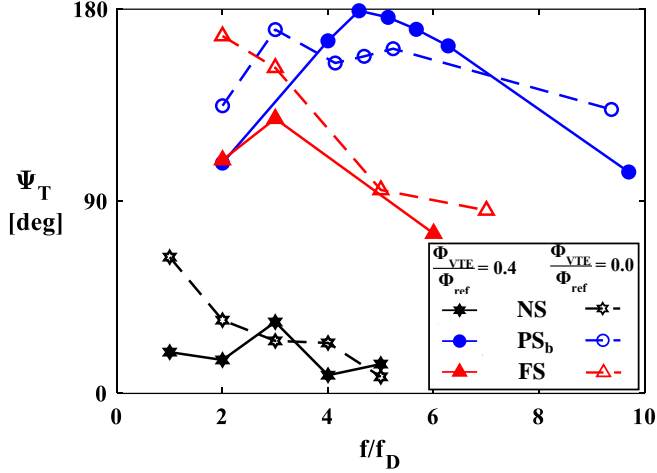 180
90
0
Ψ_T
[deg]
0 2 4 6 8 10
f/f_D
Φ_VTE/Φ_ref = 0.4 Φ_VTE/Φ_ref = 0.0
NS
PS_b
FS